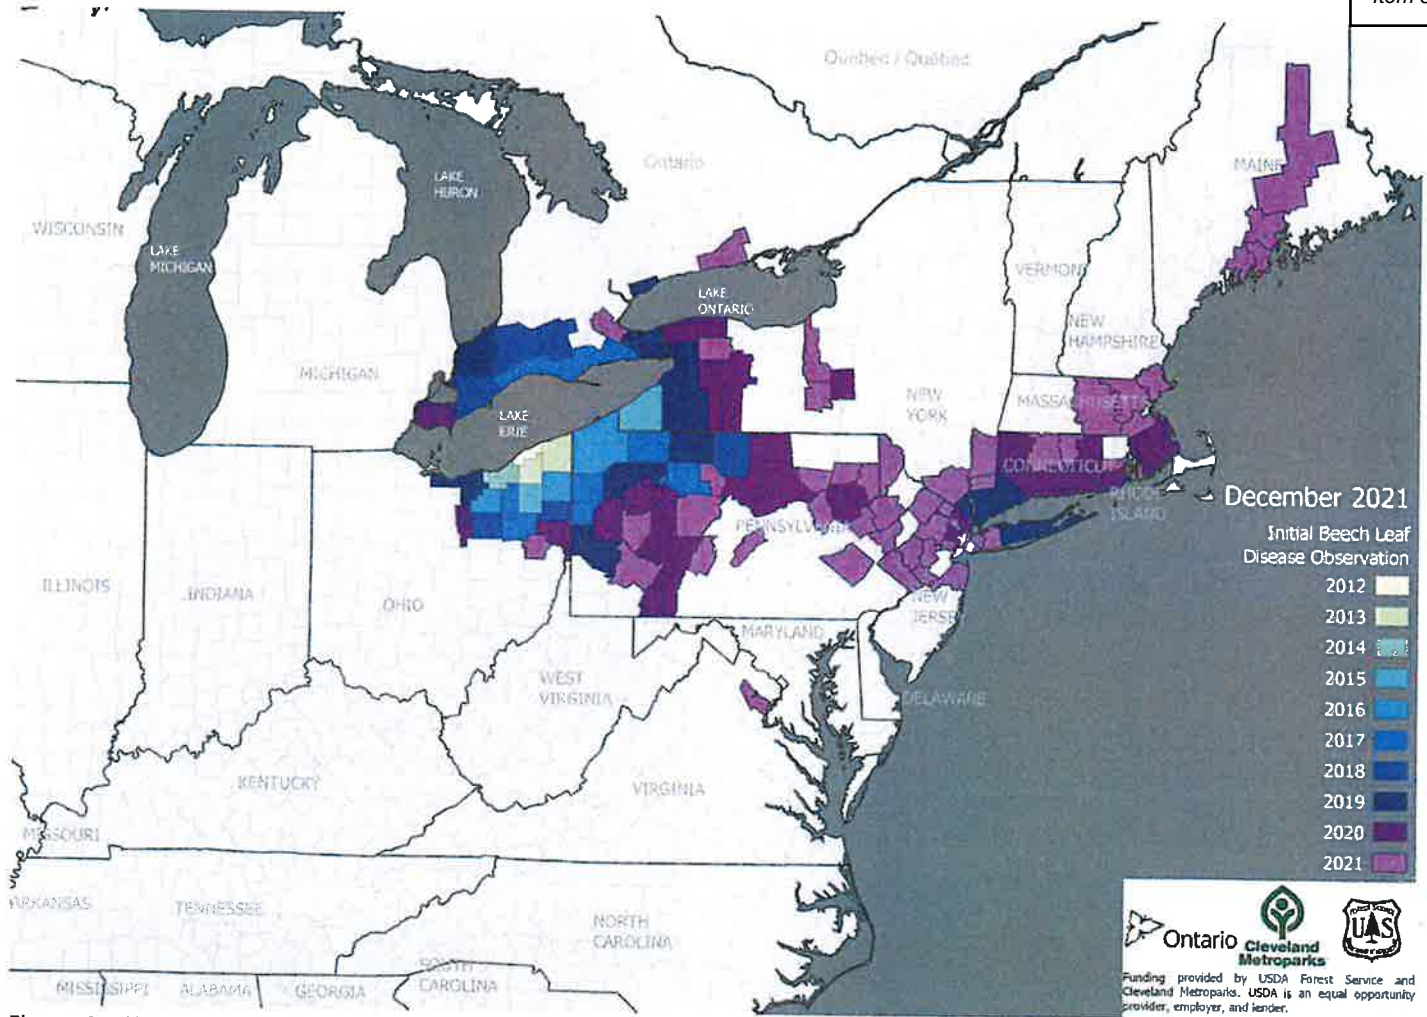 Quebec / Québec
Ontario
MAINE
LAKE
HURON
WISCONSIN
LAKE
MICHIGAN
VERMONT
LAKE
ONTARIO
NEW
HAMPSHIRE
MICHIGAN
NEW
YORK
MASSACHUSETTS
LAKE
ERIE
CONNECTICUT
RHODE
ISLAND
PENNSYLVANIA
December 2021
Initial Beech Leaf
Disease Observation
2012
2013
2014
2015
2016
2017
2018
2019
2020
2021
ILLINOIS
INDIANA
OHIO
NEW
JERSEY
MARYLAND
WEST
VIRGINIA
DELAWARE
KENTUCKY
VIRGINIA
MISSOURI
ARKANSAS
TENNESSEE
NORTH
CAROLINA
SOUTH
CAROLINA
MISSISSIPPI
ALABAMA
GEORGIA
Ontario
Cleveland
Metroparks
UAS
Funding provided by USDA Forest Service and
Cleveland Metroparks. USDA is an equal opportunity
provider, employer, and lender.